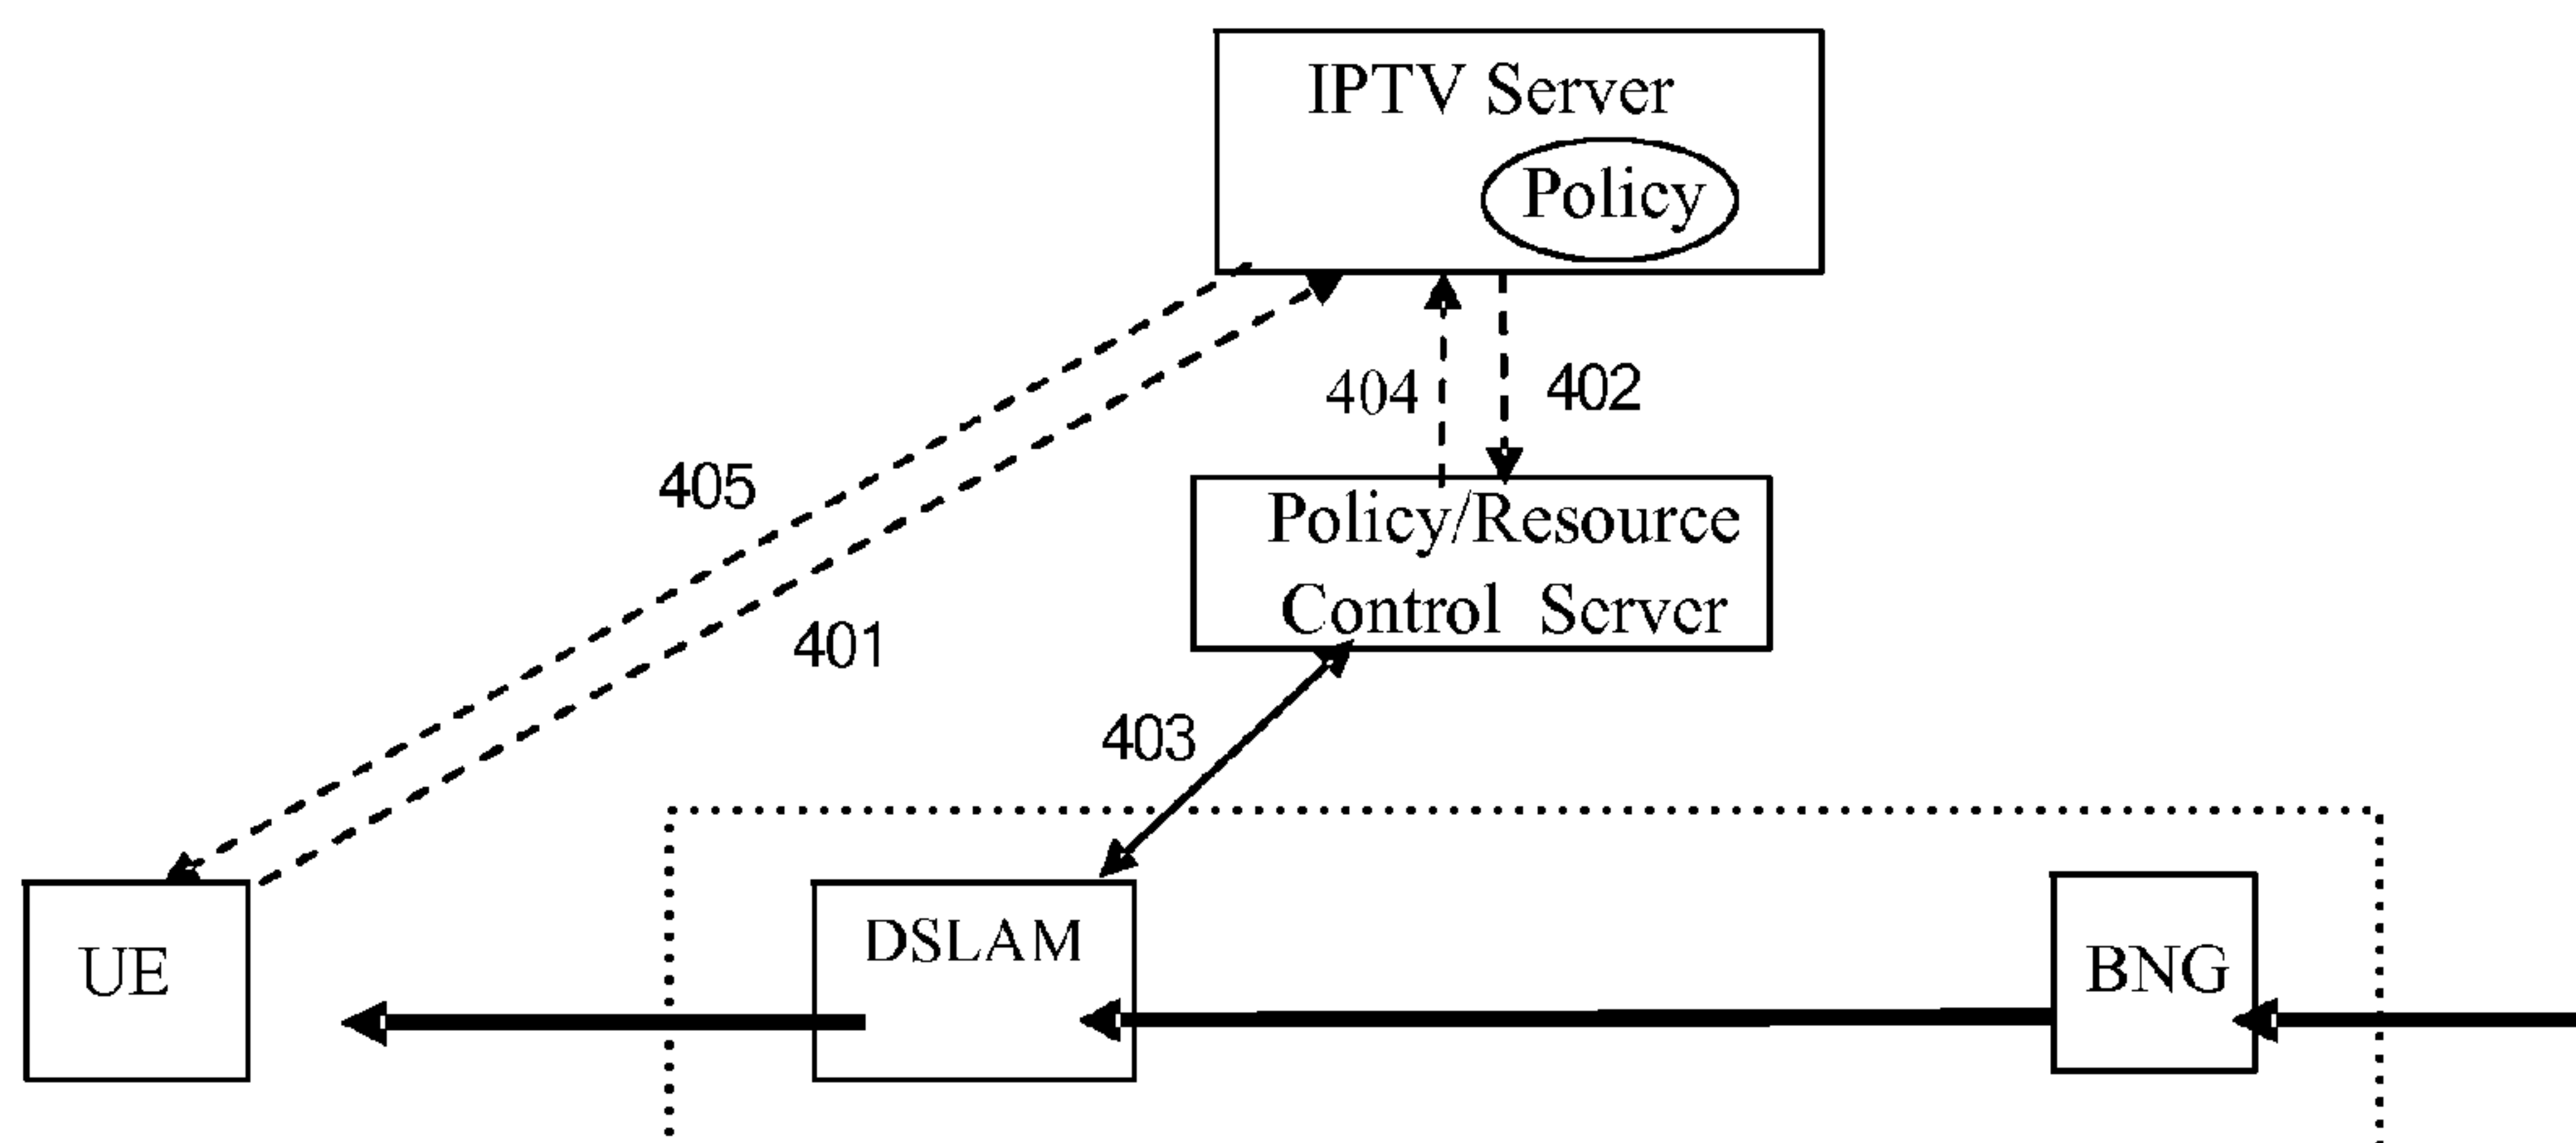 IPTV Server
Policy
404
402
405
Policy/Resource
Control Server
401
403
UE
DSLAM
BNG